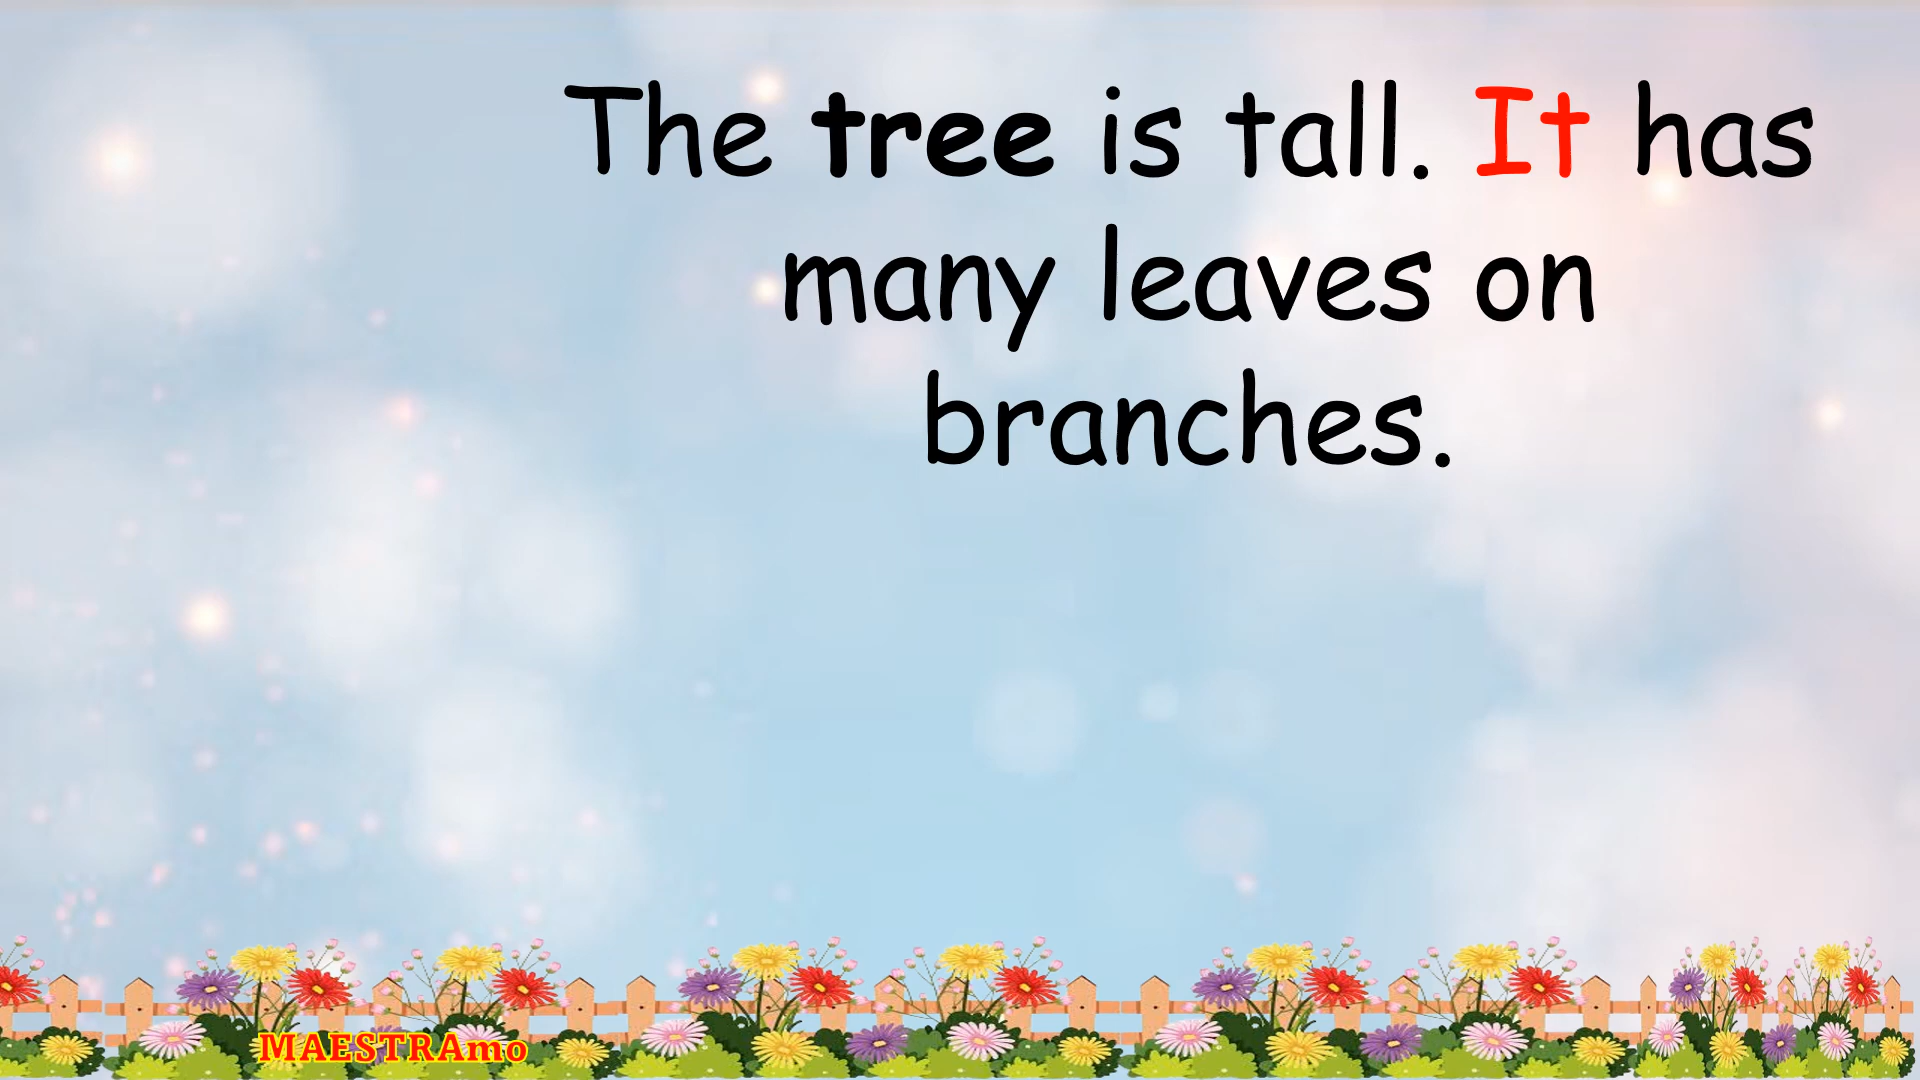 The tree is tall. It has
many leaves on
branches.
MAESTRAmo